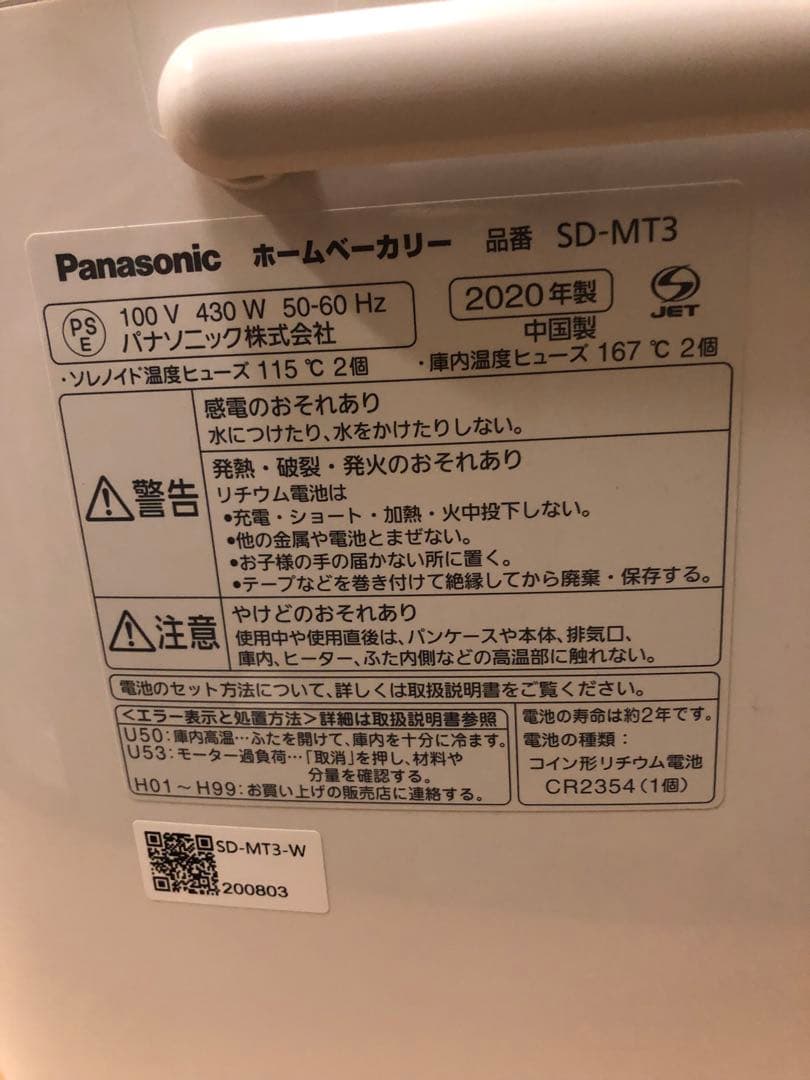 Panasonic ホームベーカリー 品番 SD-MT3
PS
E
100 V 430 W 50-60 Hz
パナソニック株式会社
2020年製
中国製
JET
・ソレノイド温度ヒューズ 115 ℃ 2個
・庫内温度ヒューズ 167 ℃ 2個
警告
感電のおそれあり
水につけたり、水をかけたりしない。
発熱・破裂・発火のおそれあり
リチウム電池は
●充電・ショート・加熱・火中投下しない。
●他の金属や電池とまぜない。
●お子様の手の届かない所に置く。
●テープなどを巻き付けて絶縁してから廃棄・保存する。
注意
やけどのおそれあり
使用中や使用直後は、パンケースや本体、排気口、
庫内、ヒーター、ふた内側などの高温部に触れない。
電池のセット方法について、詳しくは取扱説明書をご覧ください。
＜エラー表示と処置方法＞詳細は取扱説明書参照
U50：庫内高温…ふたを開けて、庫内を十分に冷ます。
U53：モーター過負荷…「取消」を押し、材料や
分量を確認する。
H01～H99：お買い上げの販売店に連絡する。
電池の寿命は約2年です。
電池の種類：
コイン形リチウム電池
CR2354（1個）
SD-MT3-W
200803